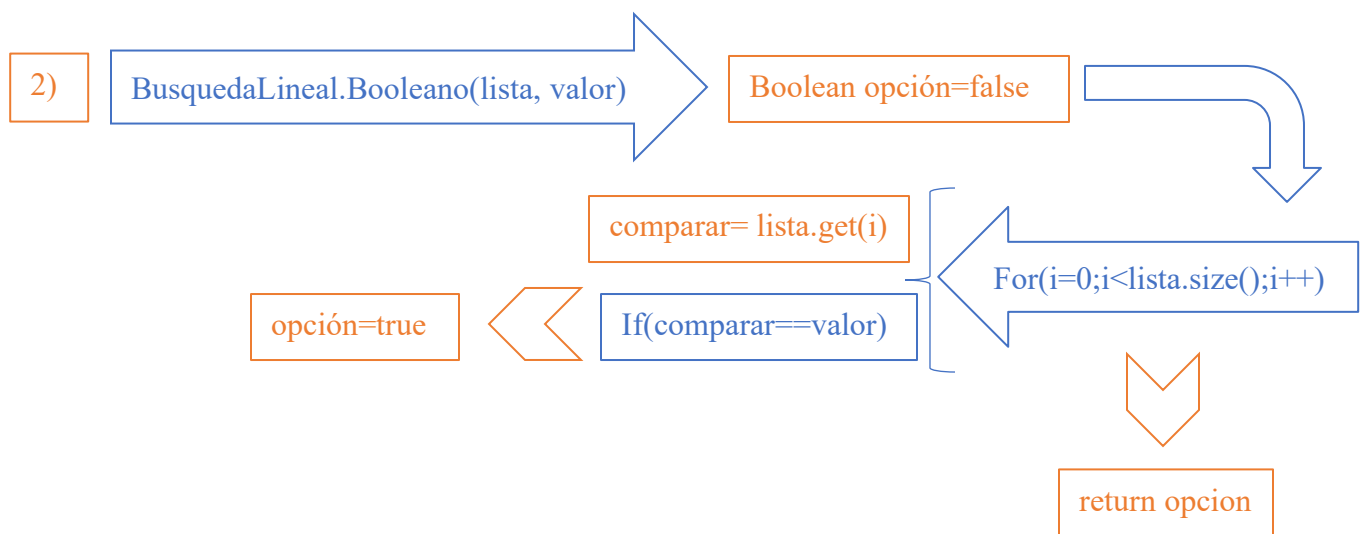 2)
BusquedaLineal.Booleano(lista, valor)
Boolean opción=false
For(i=0;i<lista.size();i++)
comparar= lista.get(i)
If(comparar==valor)
opción=true
return opcion